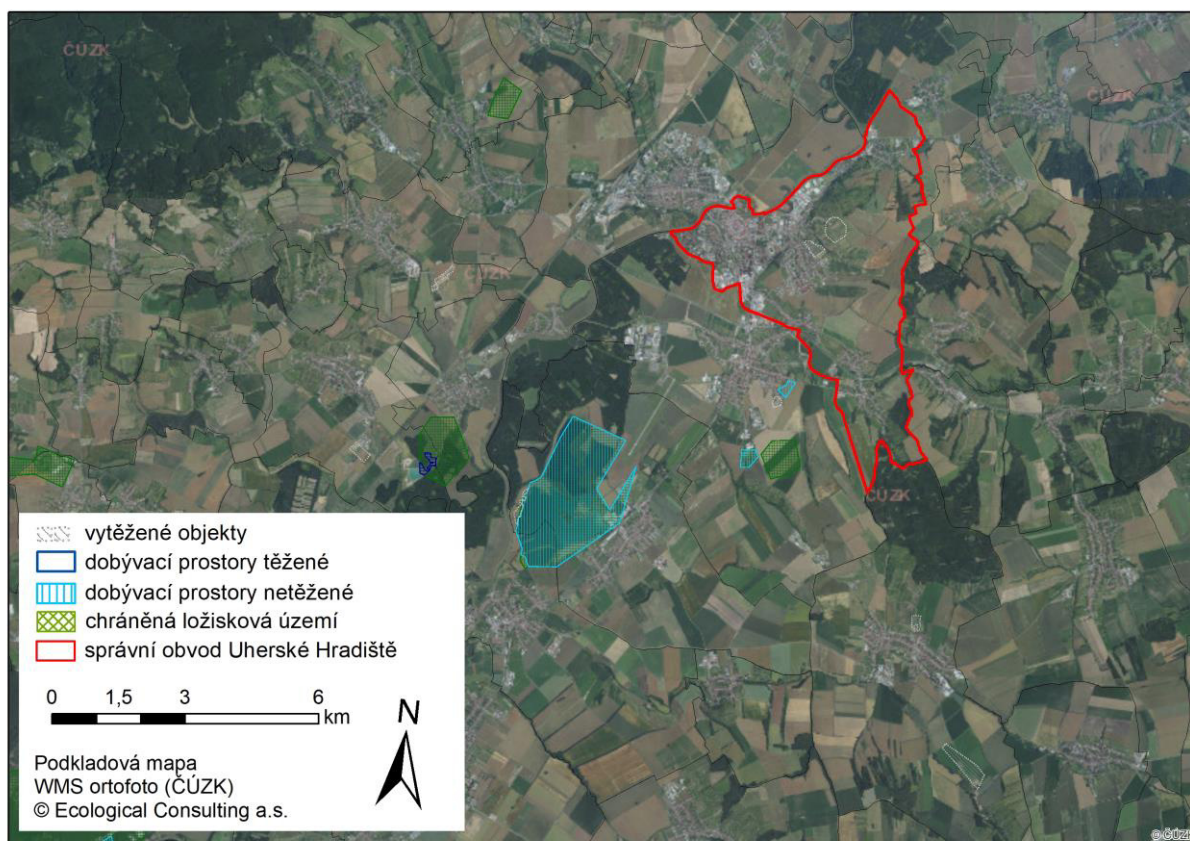 ČÚZK
ČÚZK
ČÚZK
ČÚZK
vytěžené objekty
dobývací prostory těžené
dobývací prostory netěžené
chráněná ložisková území
správní obvod Uherské Hradiště
0 1,5 3 6
km
N
Podkladová mapa
WMS ortofoto (ČÚZK)
© Ecological Consulting a.s.
© ČÚZK